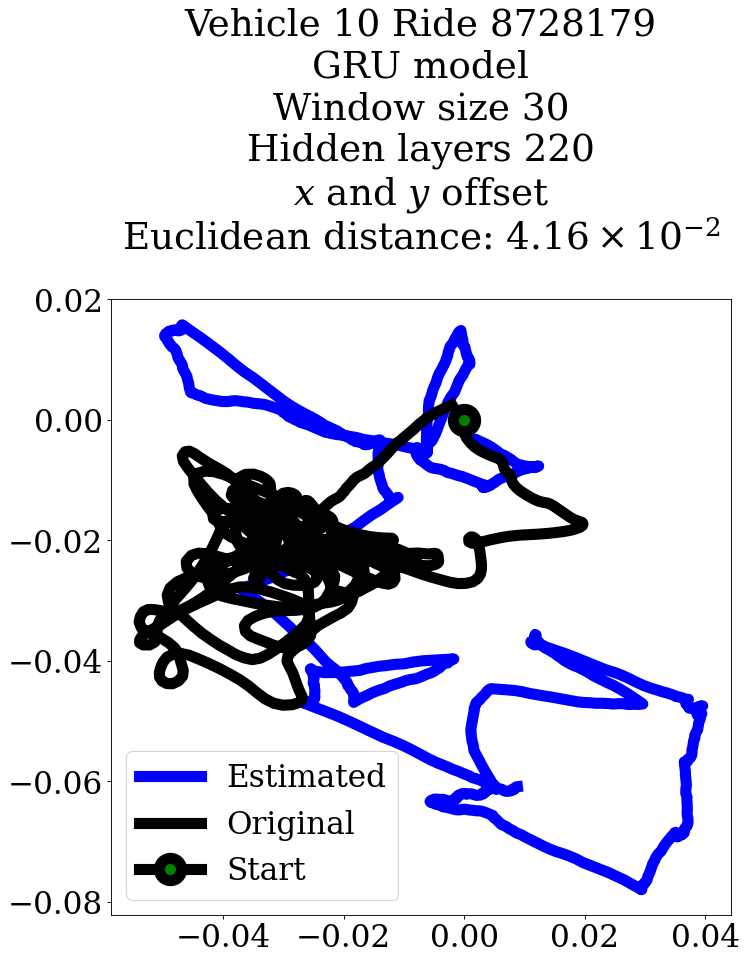 Vehicle 10 Ride 8728179
GRU model
Window size 30
Hidden layers 220
x and y offset
Euclidean distance: 4.16 × 10⁻²
0.02
0.00
−0.02
−0.04
−0.06
−0.08
Estimated
Original
Start
−0.04 −0.02 0.00 0.02 0.04